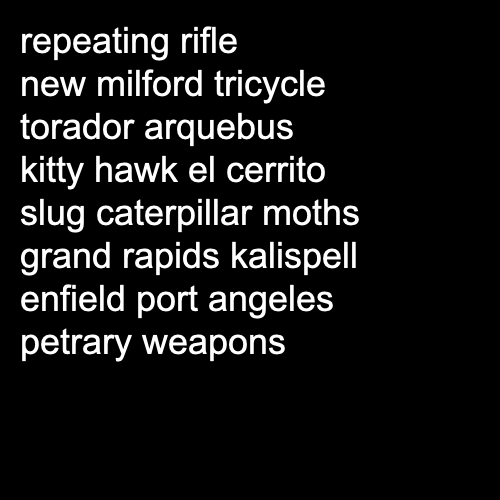 repeating rifle
new milford tricycle
torador arquebus
kitty hawk el cerrito
slug caterpillar moths
grand rapids kalispell
enfield port angeles
petrary weapons